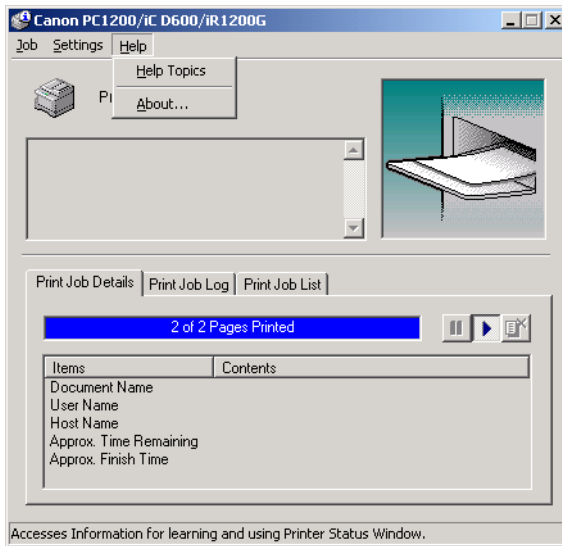 Canon PC1200/iC D600/iR1200G
Job Settings Help
Help Topics
About...
Print Job Details Print Job Log Print Job List
2 of 2 Pages Printed
Items Contents
Document Name
User Name
Host Name
Approx. Time Remaining
Approx. Finish Time
Accesses Information for learning and using Printer Status Window.